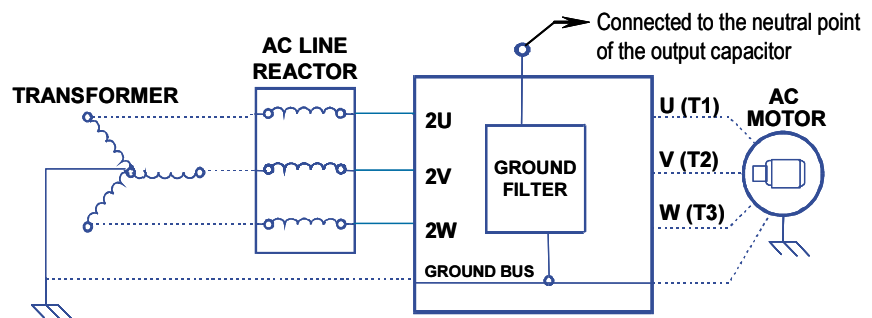 Connected to the neutral point
of the output capacitor
AC LINE
REACTOR
TRANSFORMER
2U
2V
2W
GROUND
FILTER
GROUND BUS
U (T1)
V (T2)
W (T3)
AC
MOTOR